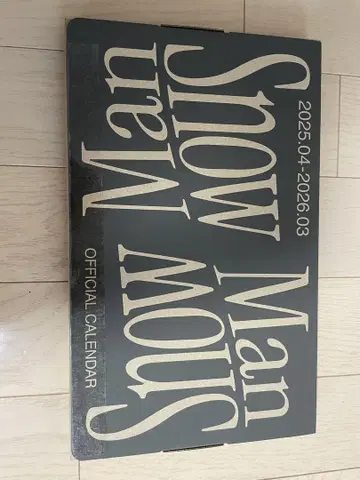 2025.04-2026.03
Snow Man
Snow Man
OFFICIAL CALENDAR